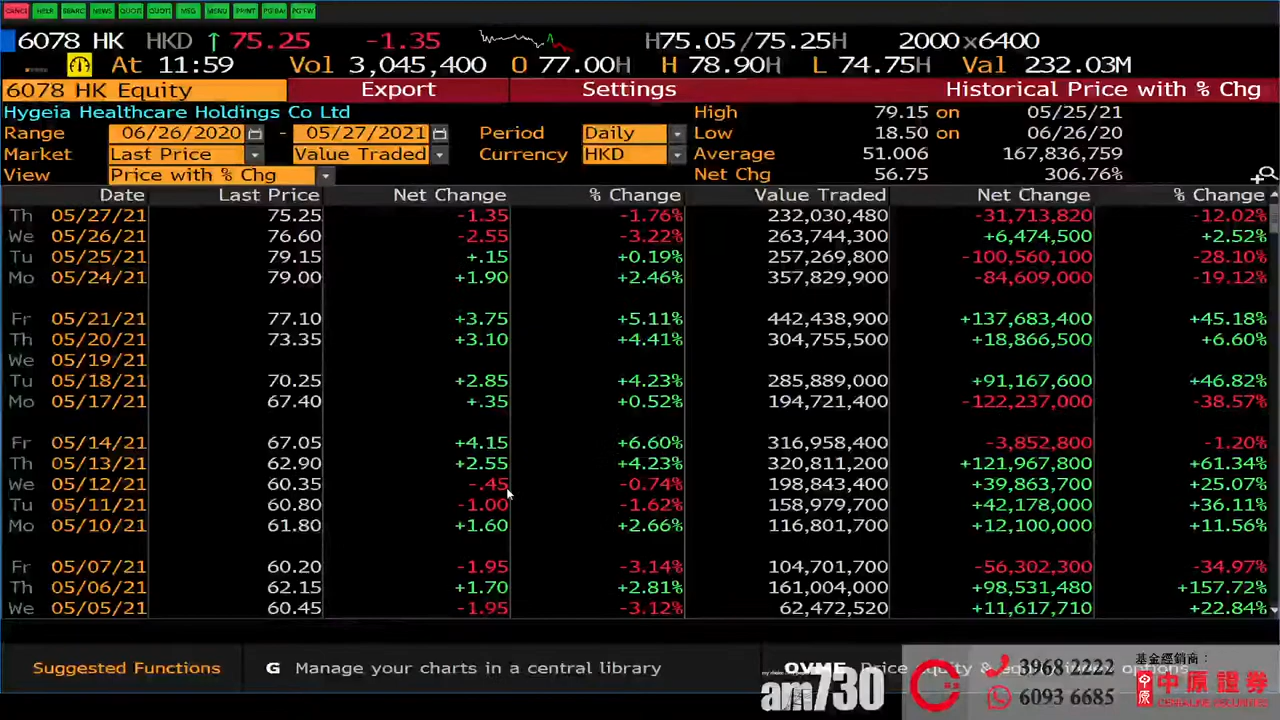 CANCL HELP SEARC NEWS QUOT QUOT MSG MENU PRINT
6078 HK HKD ↑ 75.25 -1.35 H75.05/75.25H 2000x6400
At 11:59 Vol 3,045,400 O 77.00H H 78.90H L 74.75H Val 232.03M
6078 HK Equity Export Settings Historical Price with % Chg
Hygeia Healthcare Holdings Co Ltd High 79.15 on 05/25/21
Range 06/26/2020 - 05/27/2021 Period Daily Low 18.50 on 06/26/20
Market Last Price Value Traded Currency HKD Average 51.006 167,836,759
View Price with % Chg Net Chg 56.75 306.76%
Date Last Price Net Change % Change Value Traded Net Change % Change
Th 05/27/21 75.25 -1.35 -1.76% 232,030,480 -31,713,820 -12.02%
We 05/26/21 76.60 -2.55 -3.22% 263,744,300 +6,474,500 +2.52%
Tu 05/25/21 79.15 +.15 +0.19% 257,269,800 -100,560,100 -28.10%
Mo 05/24/21 79.00 +1.90 +2.46% 357,829,900 -84,609,000 -19.12%
Fr 05/21/21 77.10 +3.75 +5.11% 442,438,900 +137,683,400 +45.18%
Th 05/20/21 73.35 +3.10 +4.41% 304,755,500 +18,866,500 +6.60%
We 05/19/21
Tu 05/18/21 70.25 +2.85 +4.23% 285,889,000 +91,167,600 +46.82%
Mo 05/17/21 67.40 +.35 +0.52% 194,721,400 -122,237,000 -38.57%
Fr 05/14/21 67.05 +4.15 +6.60% 316,958,400 -3,852,800 -1.20%
Th 05/13/21 62.90 +2.55 +4.23% 320,811,200 +121,967,800 +61.34%
We 05/12/21 60.35 -.45 -0.74% 198,843,400 +39,863,700 +25.07%
Tu 05/11/21 60.80 -1.00 -1.62% 158,979,700 +42,178,000 +36.11%
Mo 05/10/21 61.80 +1.60 +2.66% 116,801,700 +12,100,000 +11.56%
Fr 05/07/21 60.20 -1.95 -3.14% 104,701,700 -56,302,300 -34.97%
Th 05/06/21 62.15 +1.70 +2.81% 161,004,000 +98,531,480 +157.72%
We 05/05/21 60.45 -1.95 -3.12% 62,472,520 +11,617,710 +22.84%
Suggested Functions G Manage your charts in a central library OVME Price equity & options
am730
3968 2222
6093 6685
基金經銷商：
中原證券
CENTALINE SECURITIES